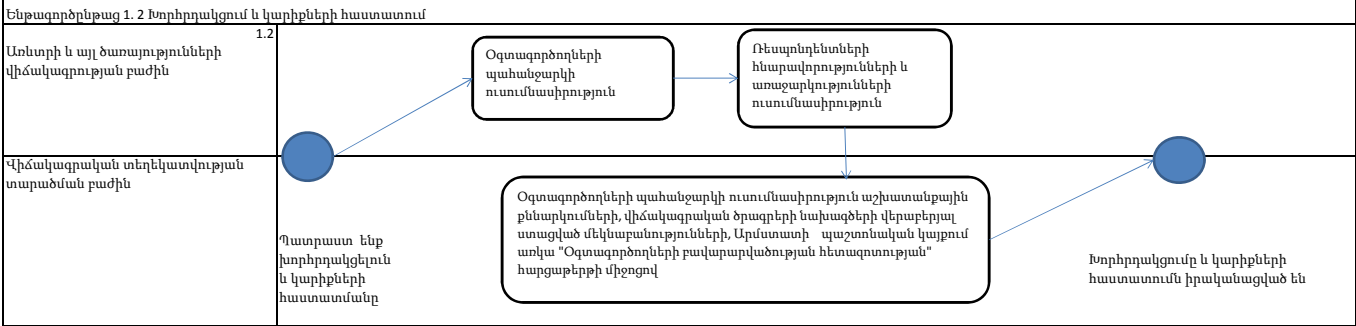 Ենթագործընթաց 1. 2 Խորհրդակցում և կարիքների հաստատում
1.2
Առևտրի և այլ ծառայությունների
վիճակագրության բաժին
Օգտագործողների
պահանջարկի
ուսումնասիրություն
Ռեսպոնդենտների
հնարավորությունների և
առաջարկությունների
ուսումնասիրություն
Վիճակագրական տեղեկատվության
տարածման բաժին
Պատրաստ ենք
խորհրդակցելուն
և կարիքների
հաստատմանը
Օգտագործողների պահանջարկի ուսումնասիրություն աշխատանքային
քննարկումների, վիճակագրական ծրագրերի նախագծերի վերաբերյալ
ստացված մեկնաբանությունների, Արմստատի պաշտոնական կայքում
առկա "Օգտագործողների բավարարվածության հետազոտության"
հարցաթերթի միջոցով
Խորհրդակցումը և կարիքների
հաստատումն իրականացված են